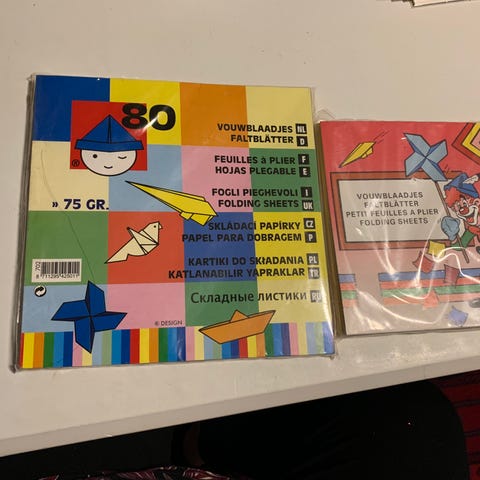 80
VOUWBLAADJES NL
FALTBLÄTTER D
FEUILLES à PLIER F
HOJAS PLEGABLE E
» 75 GR.
FOGLI PIEGHEVOLI I
FOLDING SHEETS UK
SKLÁDACÍ PAPÍRKY CZ
PAPEL PARA DOBRAGEM P
KARTIKI DO SKŁADANIA PL
KATLANABILIR YAPRAKLAR TR
Складные листики RU
® DESIGN
VOUWBLAADJES
FALTBLÄTTER
PETIT FEUILLES A PLIER
FOLDING SHEETS